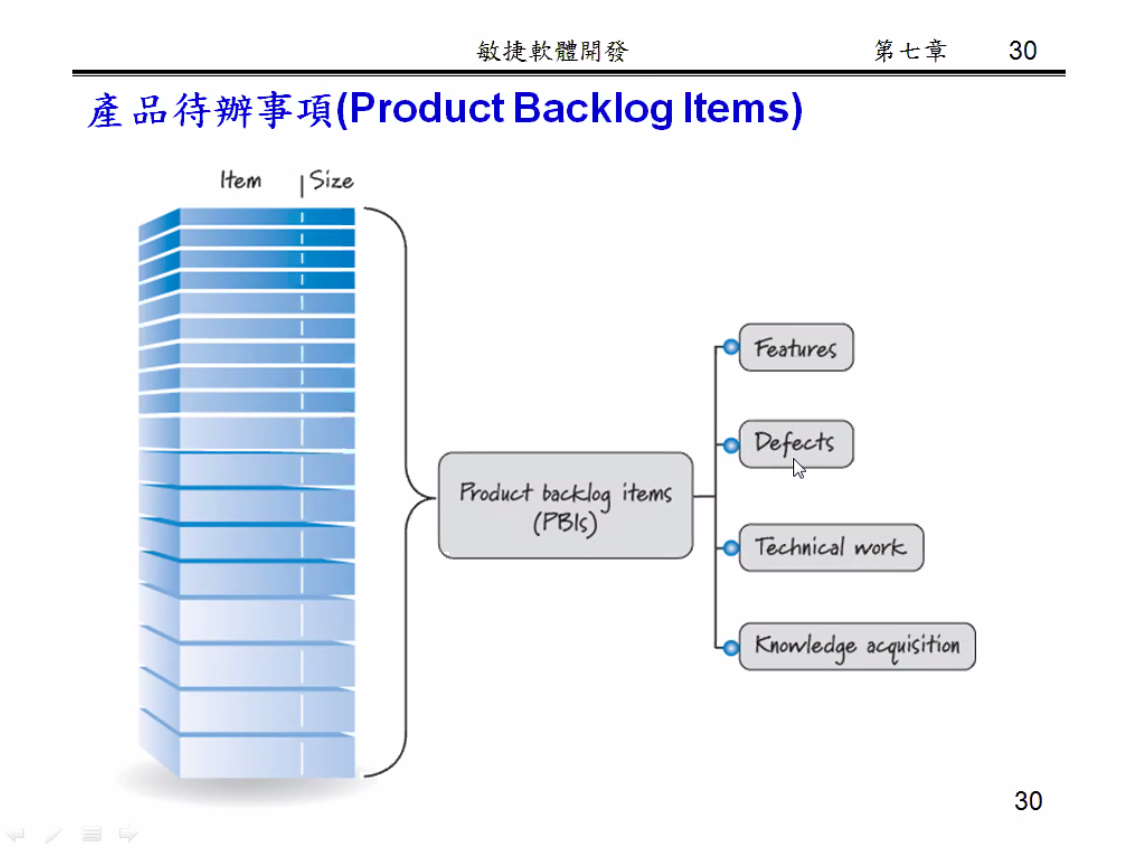 敏捷軟體開發 第七章 30
產品待辦事項(Product Backlog Items)
Item | Size
Features
Defects
Product backlog items
(PBIs)
Technical work
Knowledge acquisition
30